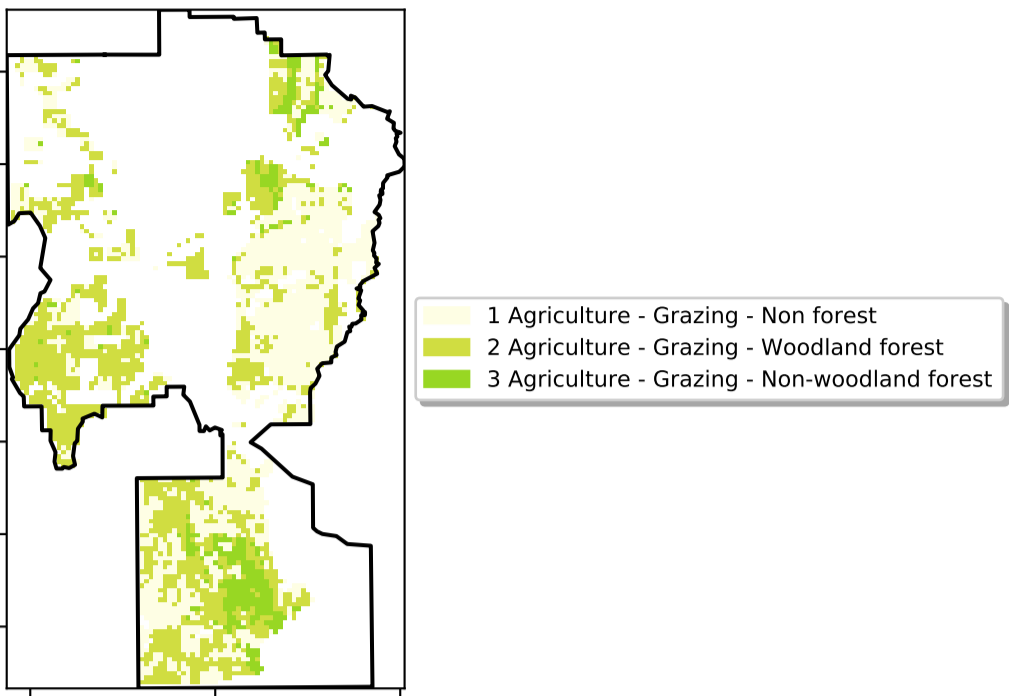 1 Agriculture - Grazing - Non forest
2 Agriculture - Grazing - Woodland forest
3 Agriculture - Grazing - Non-woodland forest